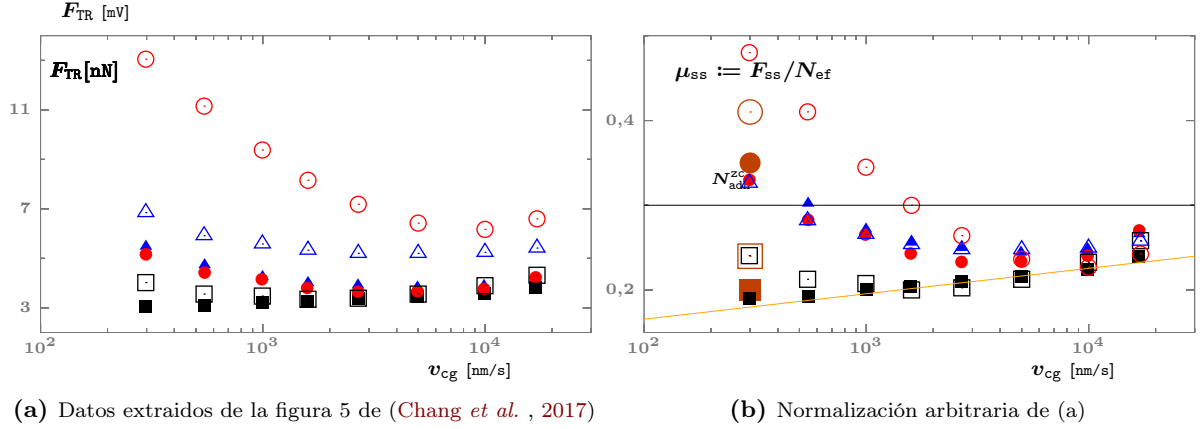 F_TR [mV]
F_TR[nN]
11
7
3
10^2
10^3
10^4
v_cg [nm/s]
μ_ss := F_ss/N_ef
0,4
N_adh^zc
0,2
10^2
10^3
10^4
v_cg [nm/s]
(a) Datos extraidos de la figura 5 de (Chang et al. , 2017)
(b) Normalización arbitraria de (a)